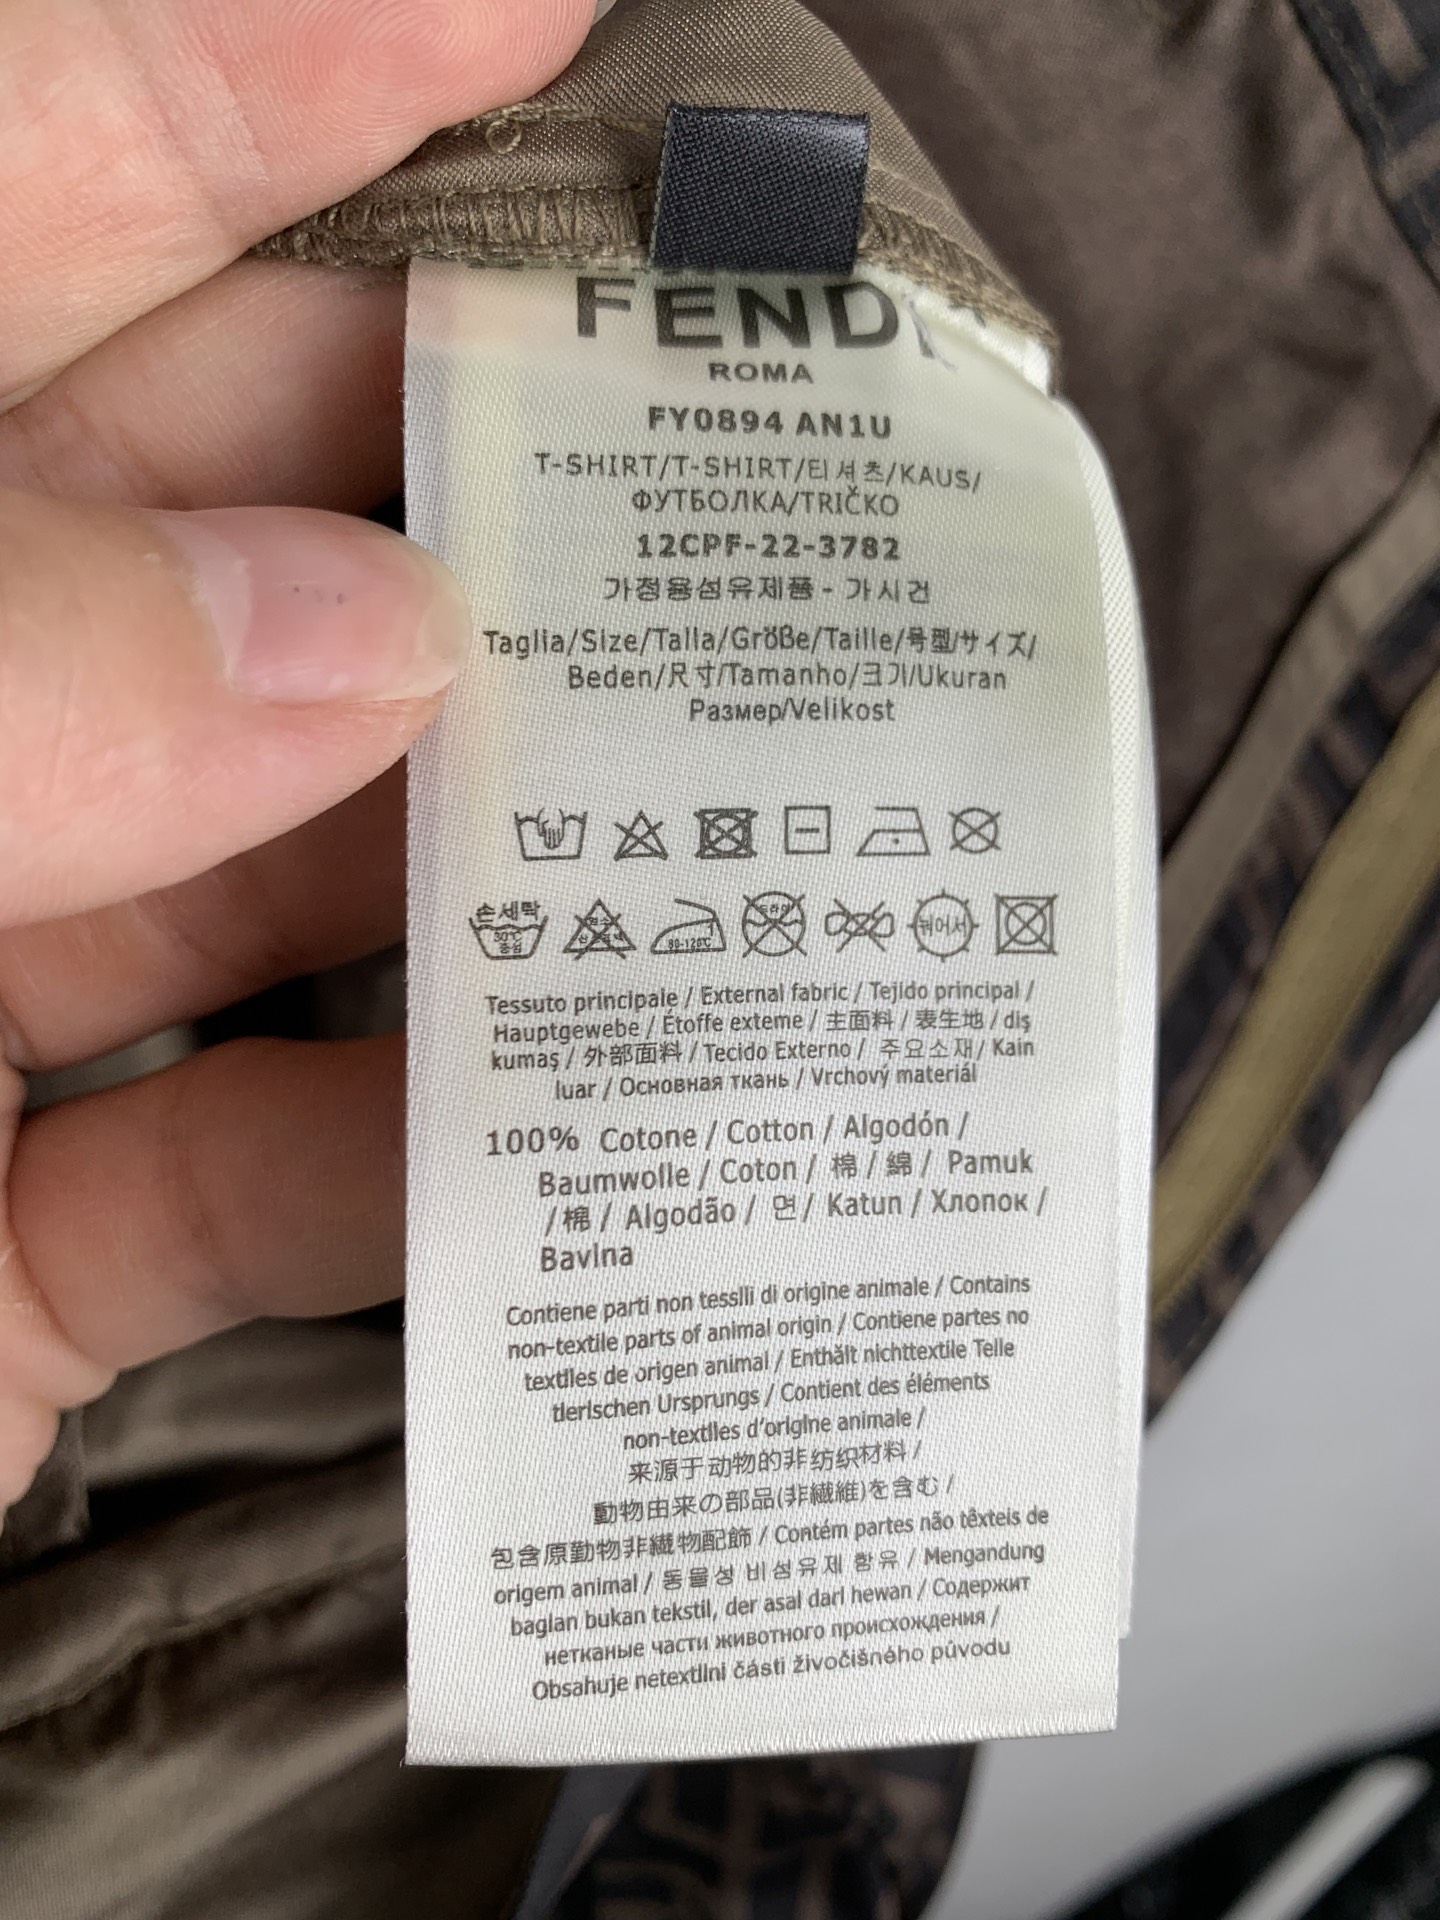 FENDI
ROMA
FY0894 AN1U
T-SHIRT/T-SHIRT/티셔츠/KAUS/
ФУТБОЛКА/TRIČKO
12CPF-22-3782
가정용섬유제품 - 가시건
Taglia/Size/Talla/Größe/Taille/号型/サイズ/
Beden/尺寸/Tamanho/크기/Ukuran
Размер/Velikost
손세탁
30°C
중성
80-120℃
드라이
뉘어서
Tessuto principale / External fabric / Tejido principal /
Hauptgewebe / Étoffe externe / 主面料 / 表生地 / diş
kumaş / 外部面料 / Tecido Externo / 주요소재 / Kain
luar / Основная ткань / Vrchový materiál
100% Cotone / Cotton / Algodón /
Baumwolle / Coton / 棉 / 綿 / Pamuk
/ 棉 / Algodão / 면 / Katun / Хлопок /
Bavlna
Contiene parti non tessili di origine animale / Contains
non-textile parts of animal origin / Contiene partes no
textiles de origen animal / Enthält nichttextile Teile
tierischen Ursprungs / Contient des éléments
non-textiles d'origine animale /
来源于动物的非纺织材料 /
動物由来の部品(非繊維)を含む /
包含原動物非纖物配飾 / Contém partes não têxteis de
origem animal / 동물성 비섬유제 함유 / Mengandung
bagian bukan tekstil, der asal dari hewan / Содержит
нетканые части животного происхождения /
Obsahuje netextilní části živočišného původu